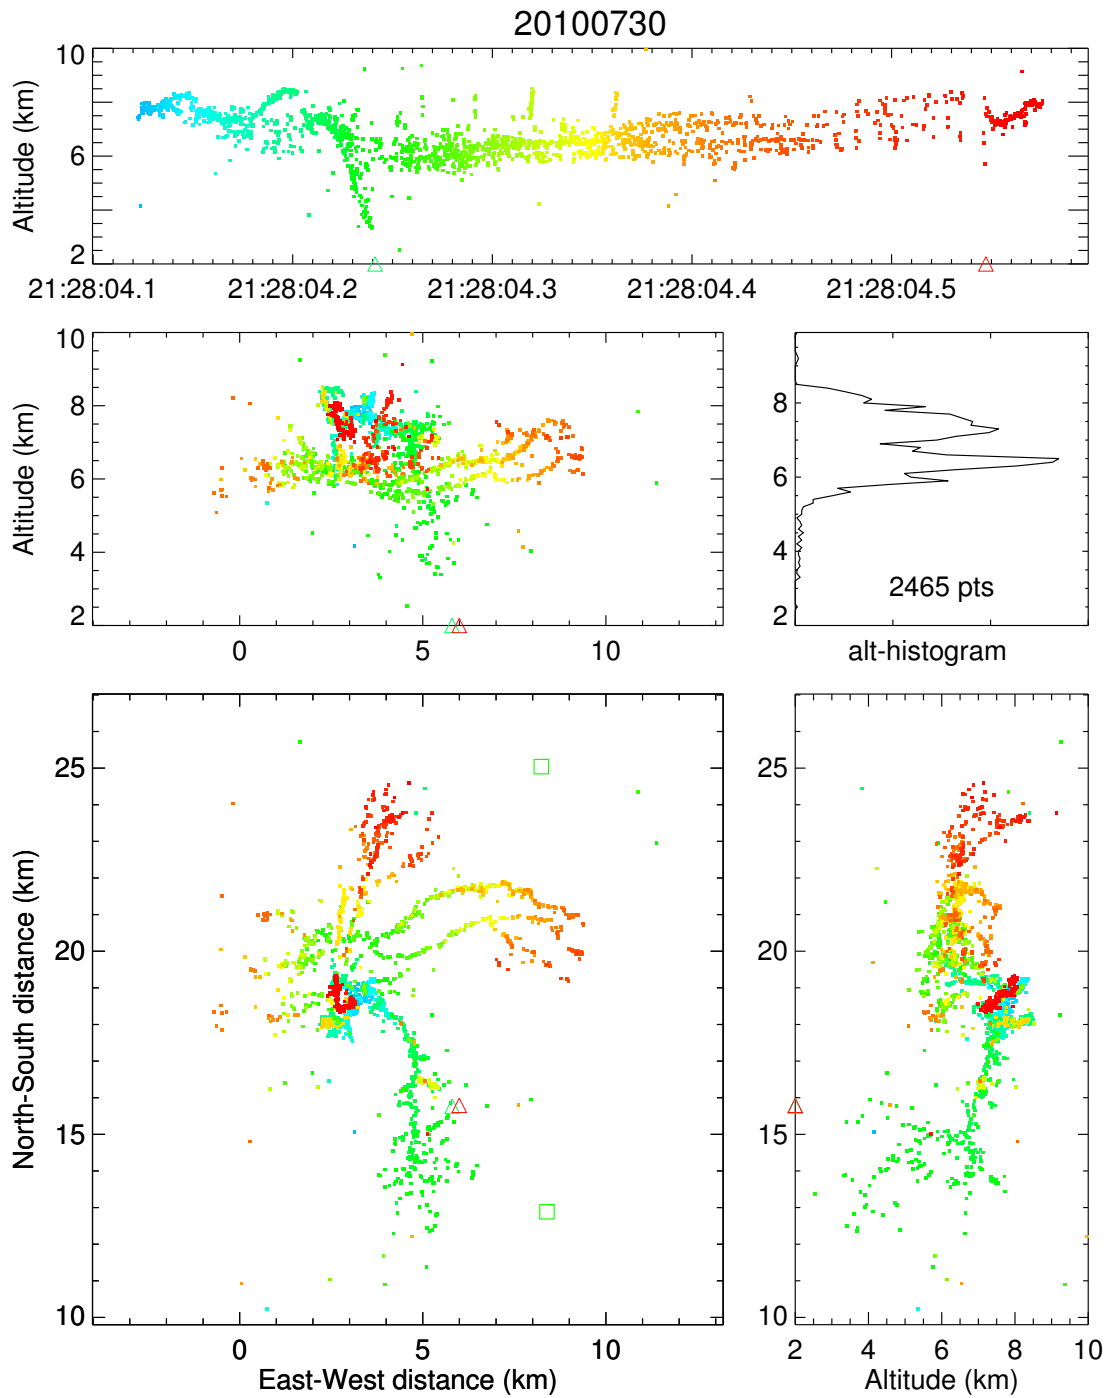 20100730
Altitude (km)
10
6
2
21:28:04.1 21:28:04.2 21:28:04.3 21:28:04.4 21:28:04.5
Altitude (km)
10
8
6
4
2
0 5 10
8
6
4
2
2465 pts
alt-histogram
North-South distance (km)
25
20
15
10
0 5 10
East-West distance (km)
25
20
15
10
2 4 6 8 10
Altitude (km)